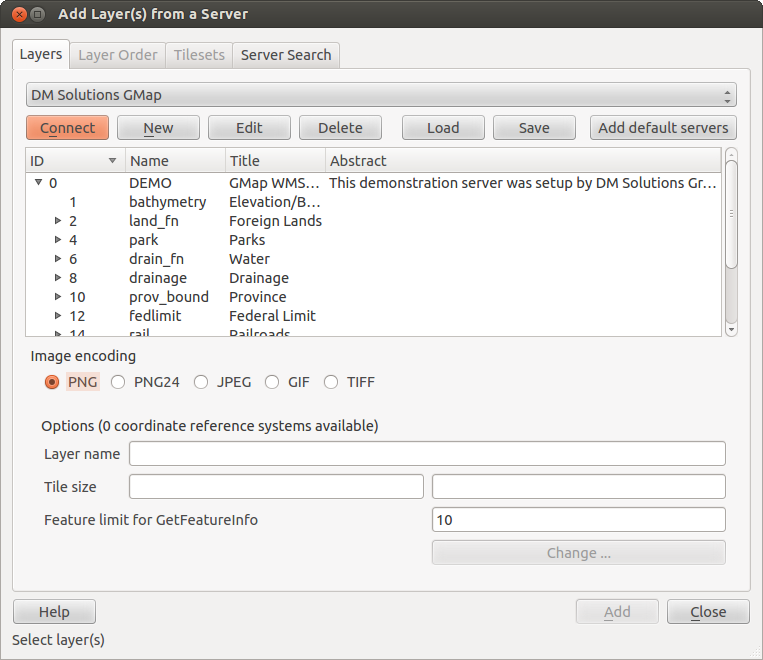 Add Layer(s) from a Server
Layers Layer Order Tilesets Server Search
DM Solutions GMap
Connect New Edit Delete Load Save Add default servers
ID Name Title Abstract
0 DEMO GMap WMS... This demonstration server was setup by DM Solutions Gr...
1 bathymetry Elevation/B...
2 land_fn Foreign Lands
4 park Parks
6 drain_fn Water
8 drainage Drainage
10 prov_bound Province
12 fedlimit Federal Limit
14 rail Railroads
Image encoding
PNG PNG24 JPEG GIF TIFF
Options (0 coordinate reference systems available)
Layer name
Tile size
Feature limit for GetFeatureInfo 10
Change ...
Help Add Close
Select layer(s)